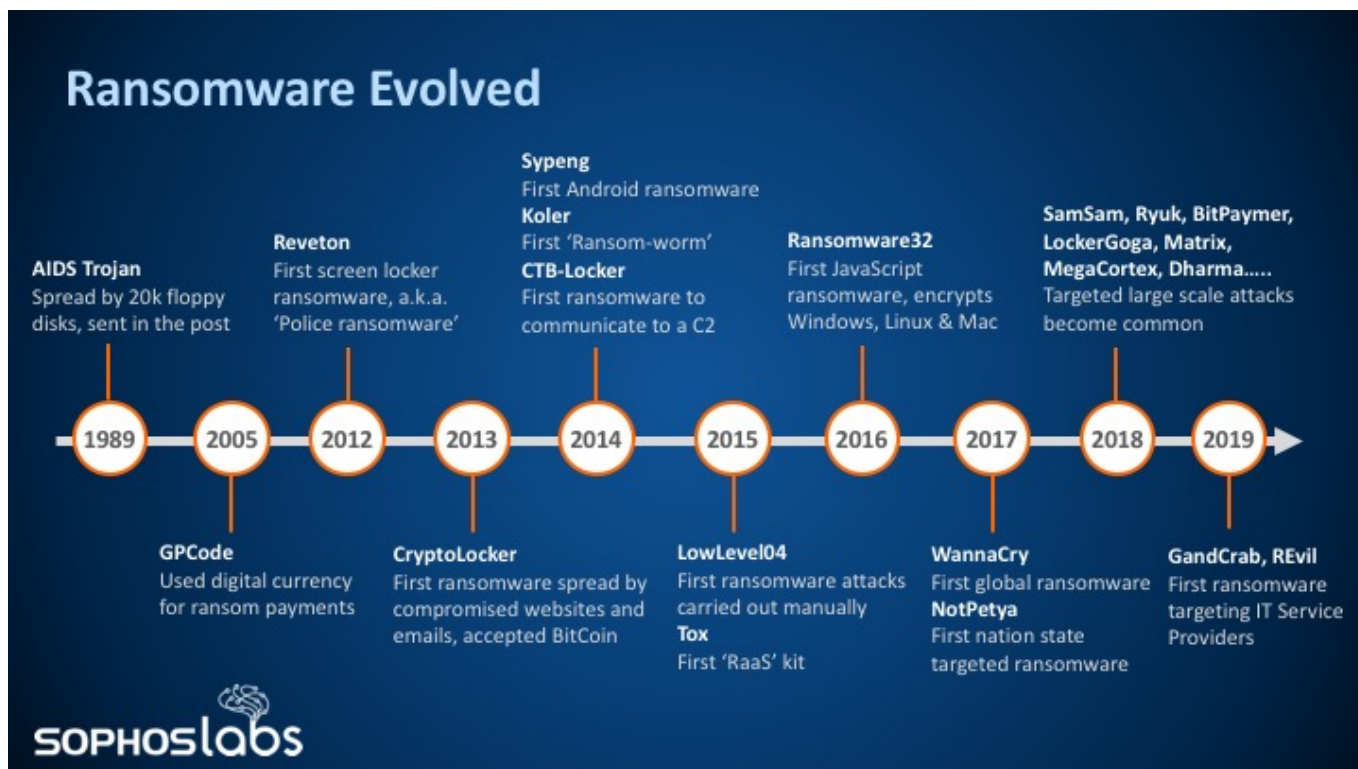 Ransomware Evolved
AIDS Trojan
Spread by 20k floppy
disks, sent in the post
Reveton
First screen locker
ransomware, a.k.a.
‘Police ransomware’
Sypeng
First Android ransomware
Koler
First ‘Ransom-worm’
CTB-Locker
First ransomware to
communicate to a C2
Ransomware32
First JavaScript
ransomware, encrypts
Windows, Linux & Mac
SamSam, Ryuk, BitPaymer,
LockerGoga, Matrix,
MegaCortex, Dharma.....
Targeted large scale attacks
become common
1989
2005
2012
2013
2014
2015
2016
2017
2018
2019
GPCode
Used digital currency
for ransom payments
CryptoLocker
First ransomware spread by
compromised websites and
emails, accepted BitCoin
LowLevel04
First ransomware attacks
carried out manually
Tox
First ‘RaaS’ kit
WannaCry
First global ransomware
NotPetya
First nation state
targeted ransomware
GandCrab, REvil
First ransomware
targeting IT Service
Providers
SOPHOSlabs